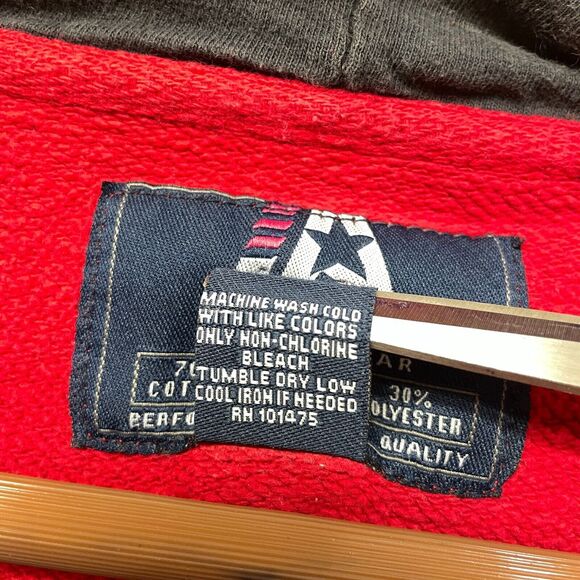 MACHINE WASH COLD
WITH LIKE COLORS
ONLY NON-CHLORINE
BLEACH
TUMBLE DRY LOW
COOL IRON IF NEEDED
RN 101475
30%
QUALITY